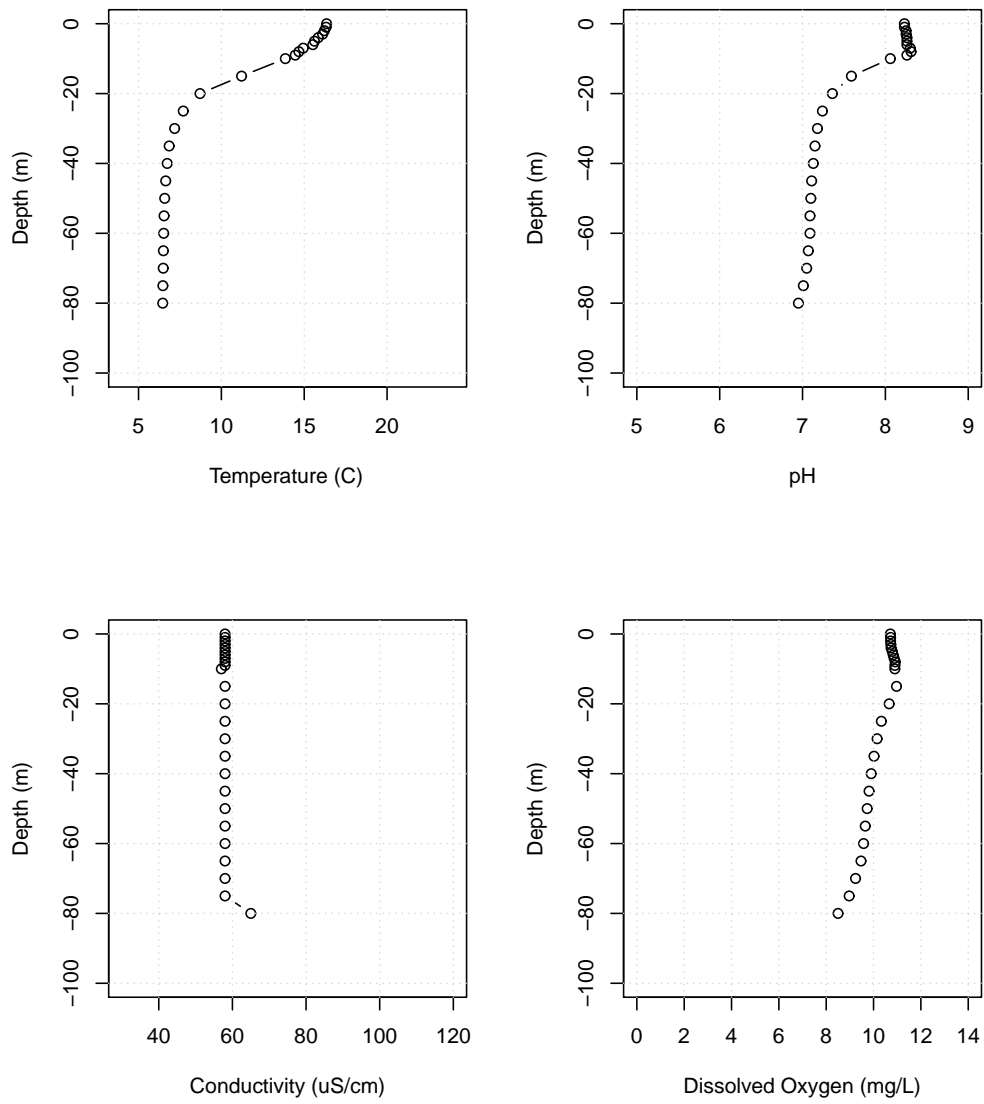 0
−20
−40
−60
−80
−100
Depth (m)
5 10 15 20
Temperature (C)
0
−20
−40
−60
−80
−100
Depth (m)
5 6 7 8 9
pH
0
−20
−40
−60
−80
−100
Depth (m)
40 60 80 100 120
Conductivity (uS/cm)
0
−20
−40
−60
−80
−100
Depth (m)
0 2 4 6 8 10 12 14
Dissolved Oxygen (mg/L)